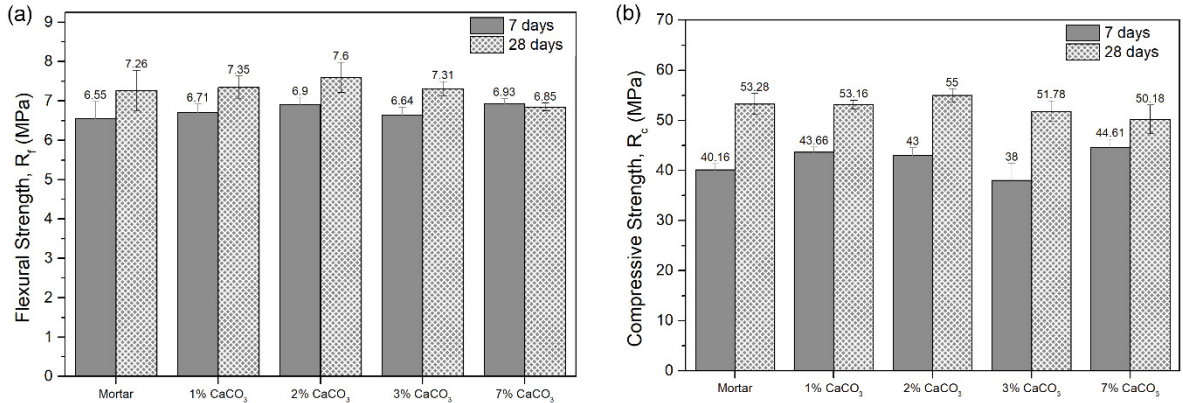 (a)
Flexural Strength, R_f (MPa)
9
8
7
6
5
4
3
2
1
0
7 days
28 days
6.55
7.26
6.71
7.35
6.9
7.6
6.64
7.31
6.93
6.85
Mortar
1% CaCO₃
2% CaCO₃
3% CaCO₃
7% CaCO₃
(b)
Compressive Strength, R_c (MPa)
70
60
50
40
30
20
10
0
7 days
28 days
40.16
53,28
43.66
53.16
43
55
38
51.78
44.61
50.18
Mortar
1% CaCO₃
2% CaCO₃
3% CaCO₃
7% CaCO₃